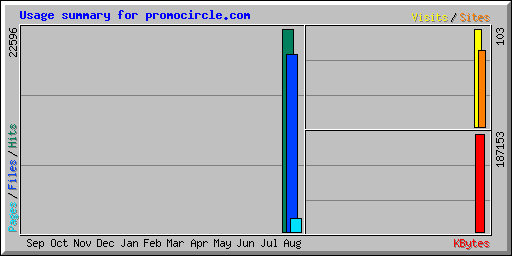 Usage summary for promocircle.com
Visits / Sites
22596
103
Pages / Files / Hits
187153
Sep Oct Nov Dec Jan Feb Mar Apr May Jun Jul Aug
KBytes